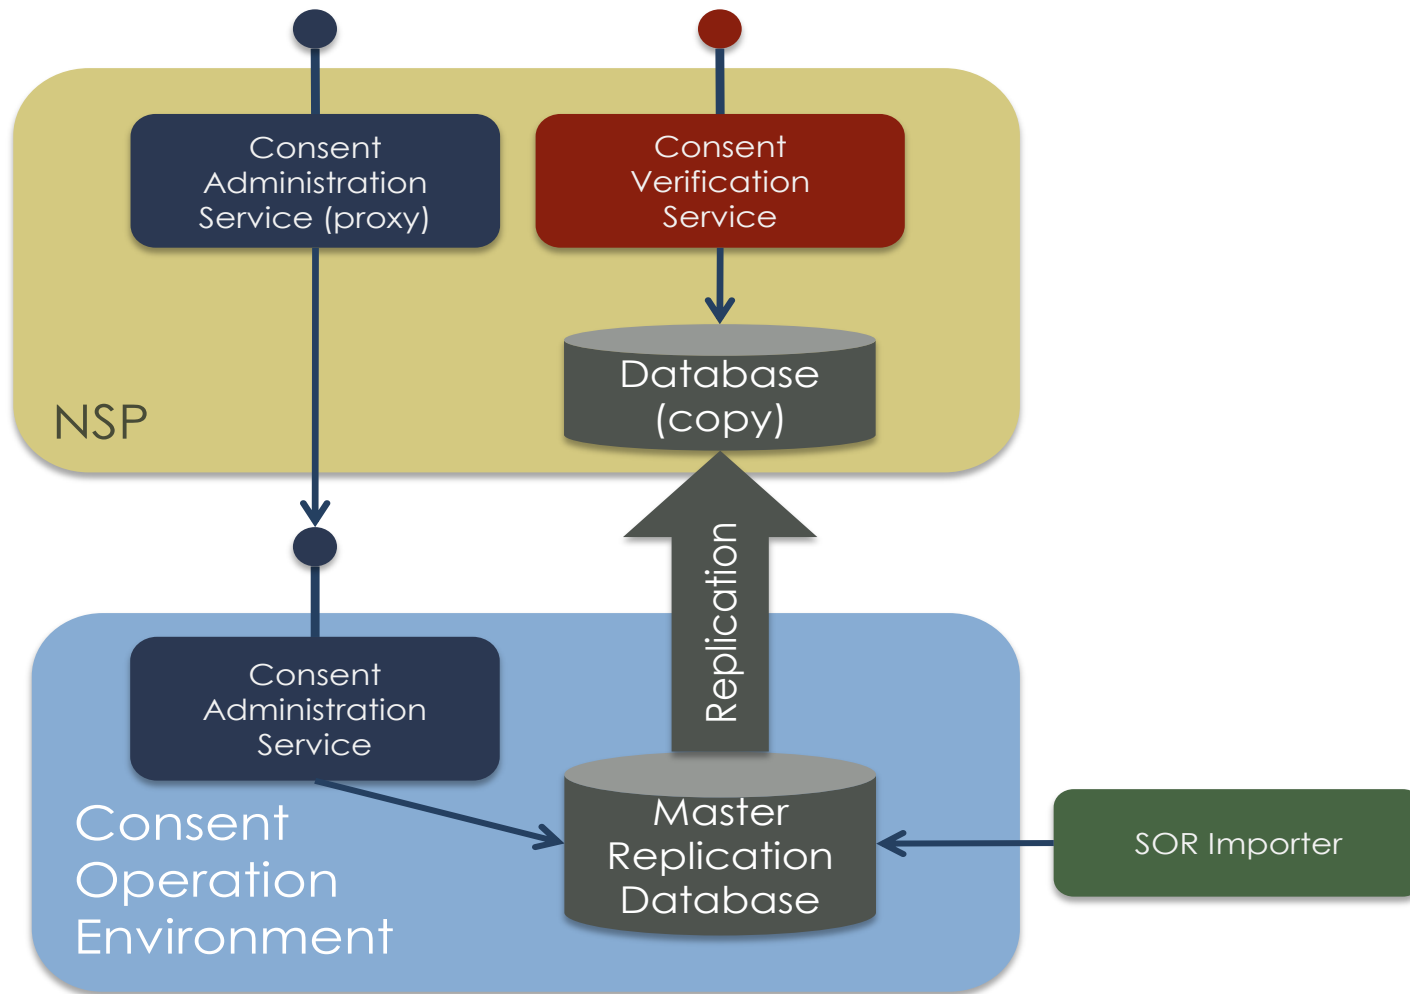 Consent
Administration
Service (proxy)
Consent
Verification
Service
Database
(copy)
NSP
Replication
Consent
Administration
Service
Consent
Operation
Environment
Master
Replication
Database
SOR Importer